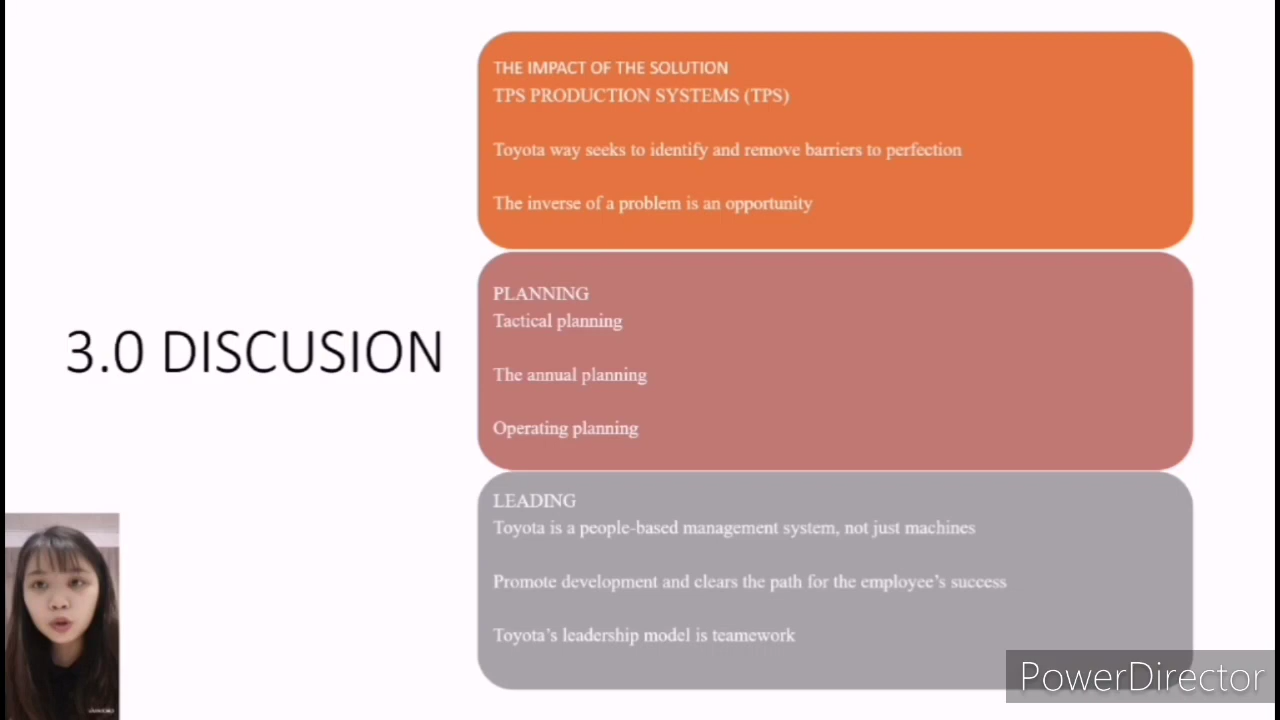 3.0 DISCUSION
THE IMPACT OF THE SOLUTION
TPS PRODUCTION SYSTEMS (TPS)
Toyota way seeks to identify and remove barriers to perfection
The inverse of a problem is an opportunity
PLANNING
Tactical planning
The annual planning
Operating planning
LEADING
Toyota is a people-based management system, not just machines
Promote development and clears the path for the employee’s success
Toyota’s leadership model is teamework
PowerDirector